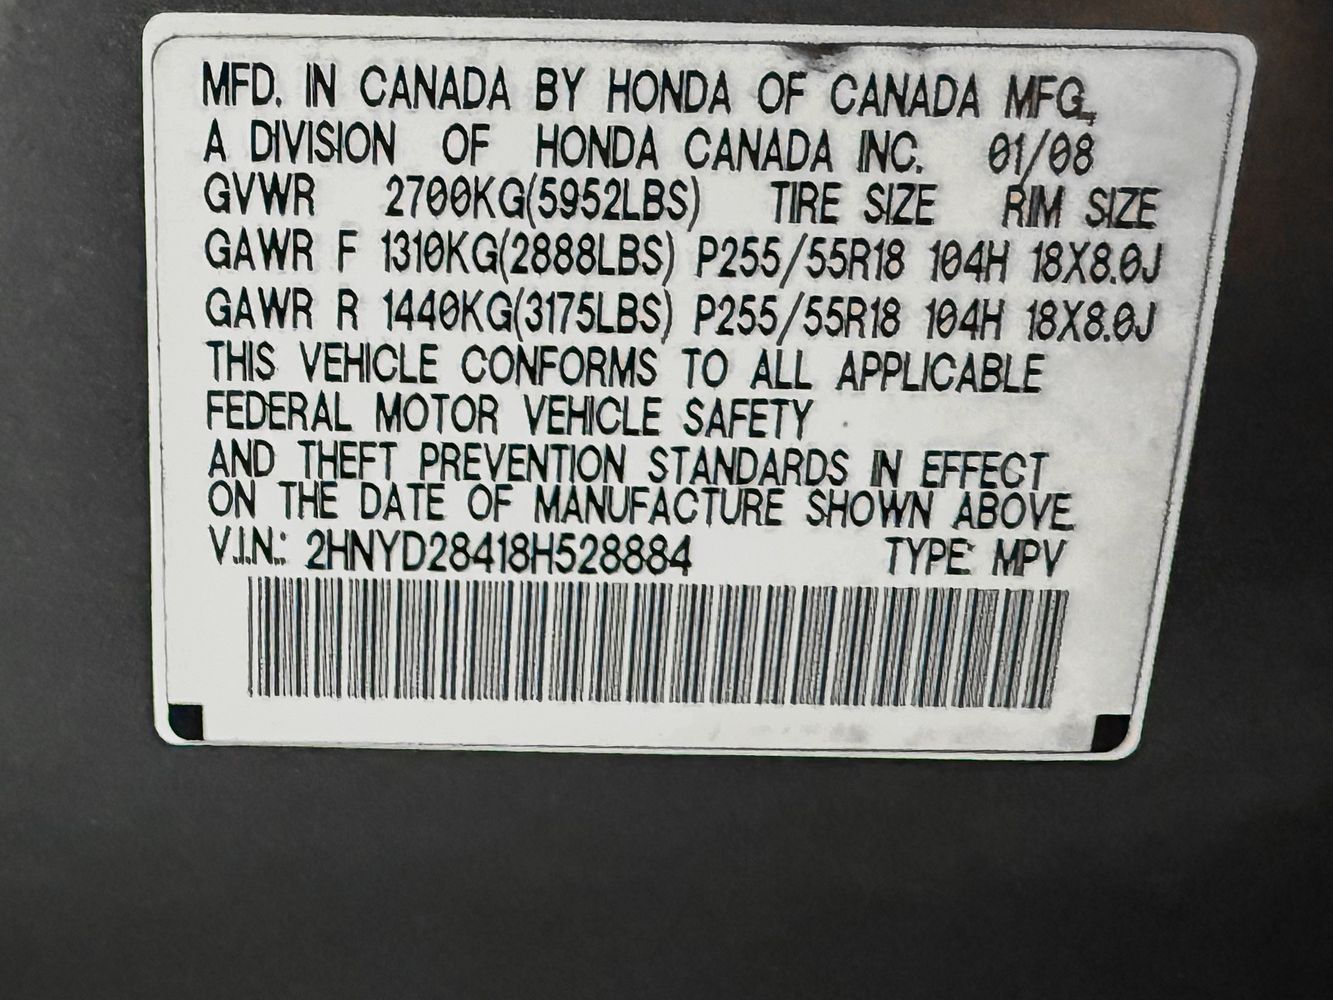 MFD. IN CANADA BY HONDA OF CANADA MFG.,
A DIVISION OF HONDA CANADA INC. 01/08
GVWR 2700KG(5952LBS) TIRE SIZE RIM SIZE
GAWR F 1310KG(2888LBS) P255/55R18 104H 18X8.0J
GAWR R 1440KG(3175LBS) P255/55R18 104H 18X8.0J
THIS VEHICLE CONFORMS TO ALL APPLICABLE
FEDERAL MOTOR VEHICLE SAFETY
AND THEFT PREVENTION STANDARDS IN EFFECT
ON THE DATE OF MANUFACTURE SHOWN ABOVE.
V.I.N.: 2HNYD28418H528884 TYPE: MPV